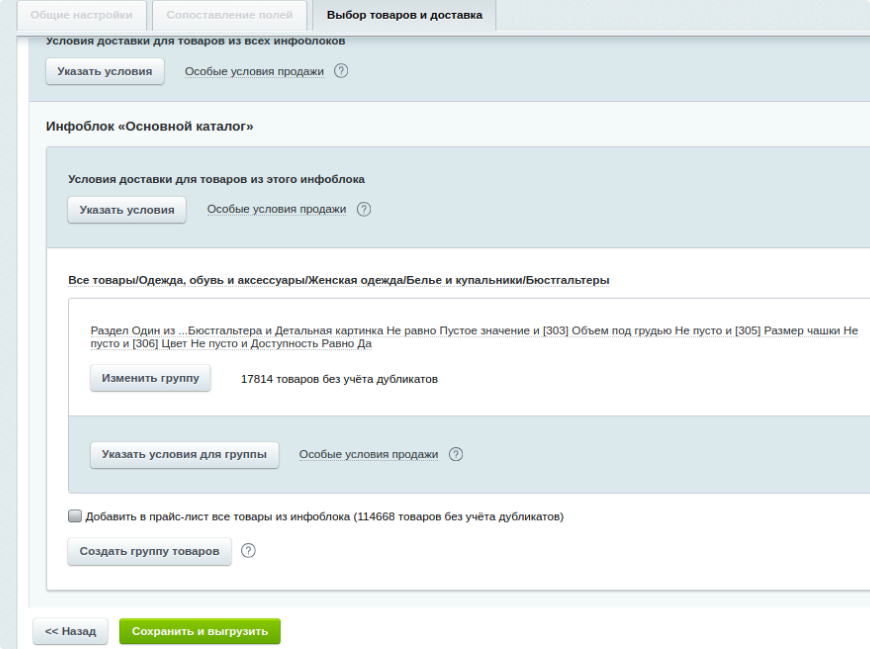 Общие настройки
Сопоставление полей
Выбор товаров и доставка
Условия доставки для товаров из всех инфоблоков
Указать условия
Особые условия продажи ?
Инфоблок «Основной каталог»
Условия доставки для товаров из этого инфоблока
Указать условия
Особые условия продажи ?
Все товары/Одежда, обувь и аксессуары/Женская одежда/Белье и купальники/Бюстгальтеры
Раздел Один из ...Бюстгальтера и Детальная картинка Не равно Пустое значение и [303] Объем под грудью Не пусто и [305] Размер чашки Не
пусто и [306] Цвет Не пусто и Доступность Равно Да
Изменить группу
17814 товаров без учёта дубликатов
Указать условия для группы
Особые условия продажи ?
Добавить в прайс-лист все товары из инфоблока (114668 товаров без учёта дубликатов)
Создать группу товаров ?
<< Назад
Сохранить и выгрузить